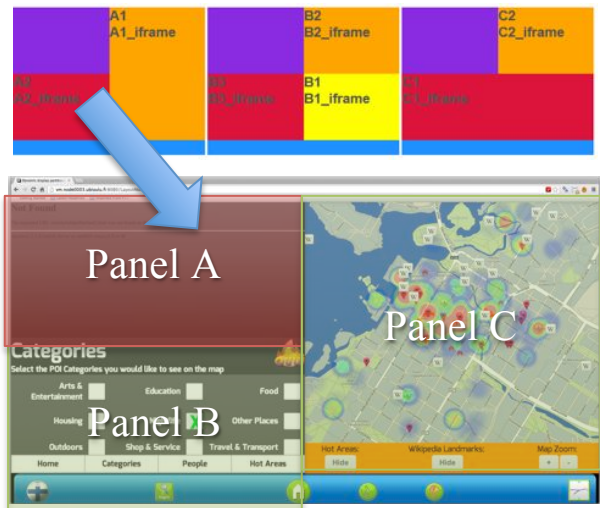 A1
A1_iframe
B2
B2_iframe
C2
C2_iframe
A2
A2_iframe
B3
B3_iframe
B1
B1_iframe
C1
C1_iframe
Not Found
Panel A
Panel C
Categories
Select the POI Categories you would like to see on the map
Arts & Entertainment
Education
Food
Housing
Panel B
Other Places
Outdoors
Shop & Service
Travel & Transport
Home
Categories
People
Hot Areas
Hot Areas:
Wikipedia Landmarks:
Map Zoom:
Hide
Hide
+
-